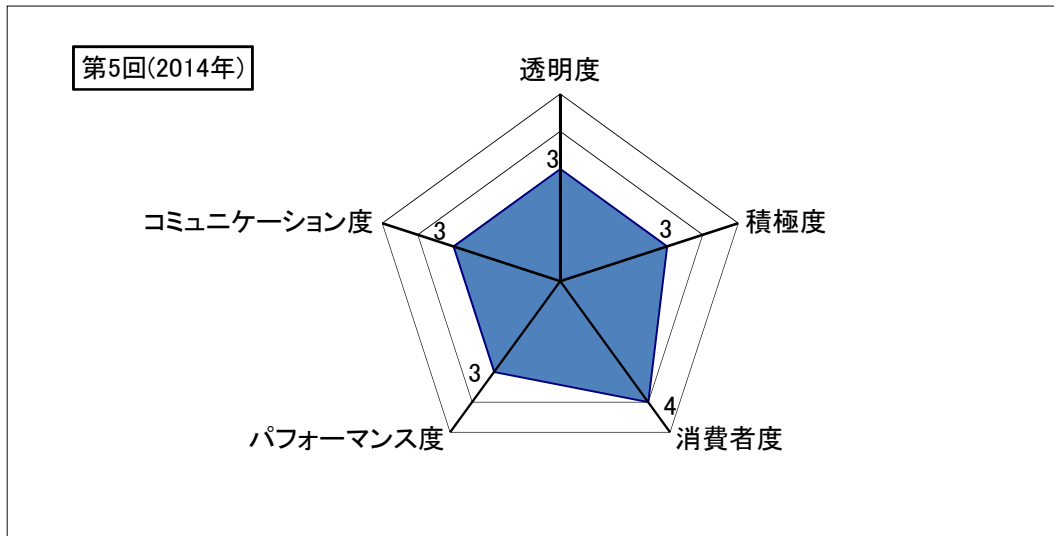 第5回(2014年)
透明度
3
コミュニケーション度
3
3
積極度
3
4
パフォーマンス度
消費者度